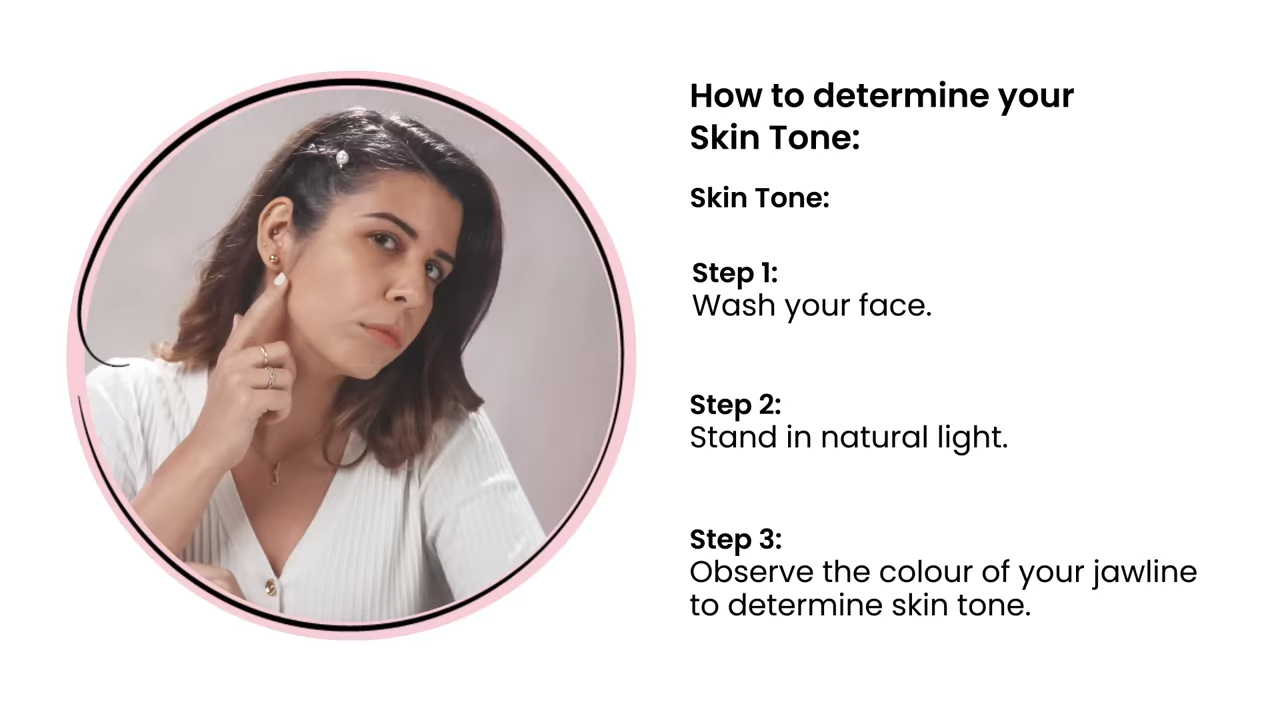 How to determine your
Skin Tone:
Skin Tone:
Step 1:
Wash your face.
Step 2:
Stand in natural light.
Step 3:
Observe the colour of your jawline
to determine skin tone.